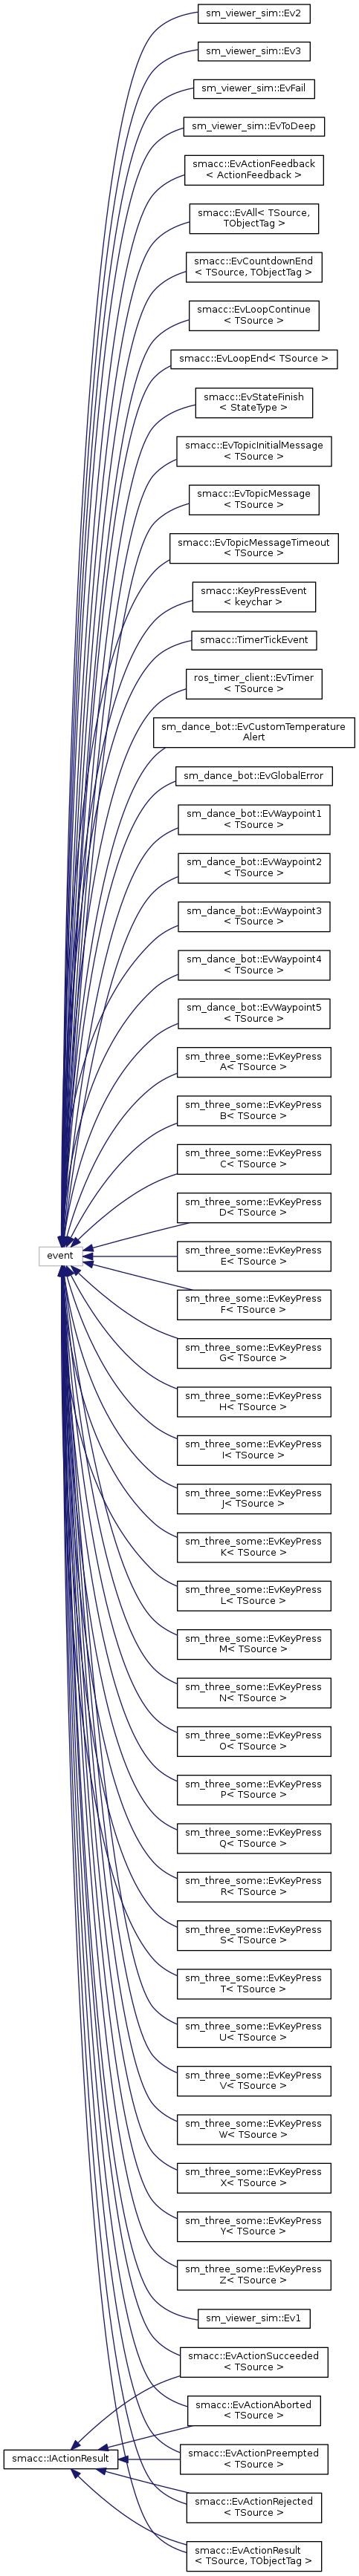 sm_viewer_sim::Ev2
sm_viewer_sim::Ev3
sm_viewer_sim::EvFail
sm_viewer_sim::EvToDeep
smacc::EvActionFeedback
< ActionFeedback >
smacc::EvAll< TSource,
TObjectTag >
smacc::EvCountdownEnd
< TSource, TObjectTag >
smacc::EvLoopContinue
< TSource >
smacc::EvLoopEnd< TSource >
smacc::EvStateFinish
< StateType >
smacc::EvTopicInitialMessage
< TSource >
smacc::EvTopicMessage
< TSource >
smacc::EvTopicMessageTimeout
< TSource >
smacc::KeyPressEvent
< keychar >
smacc::TimerTickEvent
ros_timer_client::EvTimer
< TSource >
sm_dance_bot::EvCustomTemperature
Alert
sm_dance_bot::EvGlobalError
sm_dance_bot::EvWaypoint1
< TSource >
sm_dance_bot::EvWaypoint2
< TSource >
sm_dance_bot::EvWaypoint3
< TSource >
sm_dance_bot::EvWaypoint4
< TSource >
sm_dance_bot::EvWaypoint5
< TSource >
sm_three_some::EvKeyPress
A< TSource >
sm_three_some::EvKeyPress
B< TSource >
sm_three_some::EvKeyPress
C< TSource >
sm_three_some::EvKeyPress
D< TSource >
event
sm_three_some::EvKeyPress
E< TSource >
sm_three_some::EvKeyPress
F< TSource >
sm_three_some::EvKeyPress
G< TSource >
sm_three_some::EvKeyPress
H< TSource >
sm_three_some::EvKeyPress
I< TSource >
sm_three_some::EvKeyPress
J< TSource >
sm_three_some::EvKeyPress
K< TSource >
sm_three_some::EvKeyPress
L< TSource >
sm_three_some::EvKeyPress
M< TSource >
sm_three_some::EvKeyPress
N< TSource >
sm_three_some::EvKeyPress
O< TSource >
sm_three_some::EvKeyPress
P< TSource >
sm_three_some::EvKeyPress
Q< TSource >
sm_three_some::EvKeyPress
R< TSource >
sm_three_some::EvKeyPress
S< TSource >
sm_three_some::EvKeyPress
T< TSource >
sm_three_some::EvKeyPress
U< TSource >
sm_three_some::EvKeyPress
V< TSource >
sm_three_some::EvKeyPress
W< TSource >
sm_three_some::EvKeyPress
X< TSource >
sm_three_some::EvKeyPress
Y< TSource >
sm_three_some::EvKeyPress
Z< TSource >
sm_viewer_sim::Ev1
smacc::EvActionSucceeded
< TSource >
smacc::EvActionAborted
< TSource >
smacc::IActionResult
smacc::EvActionPreempted
< TSource >
smacc::EvActionRejected
< TSource >
smacc::EvActionResult
< TSource, TObjectTag >